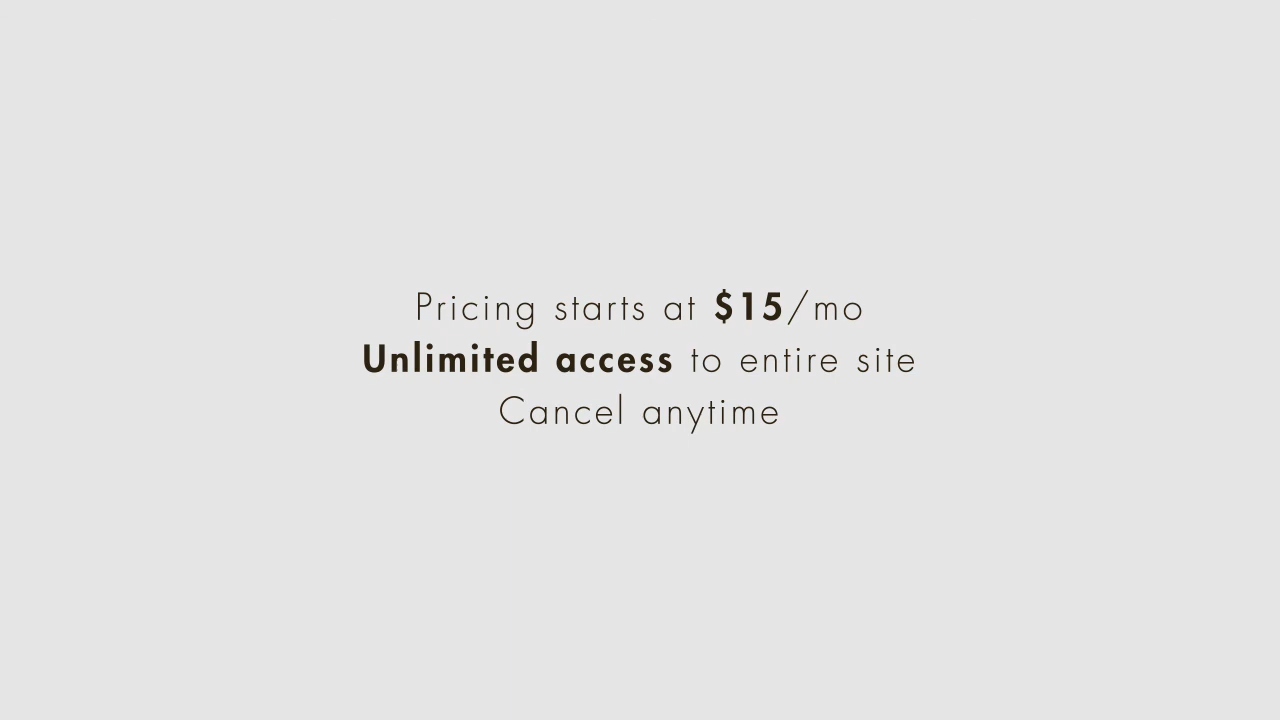 Pricing starts at $15/mo
Unlimited access to entire site
Cancel anytime